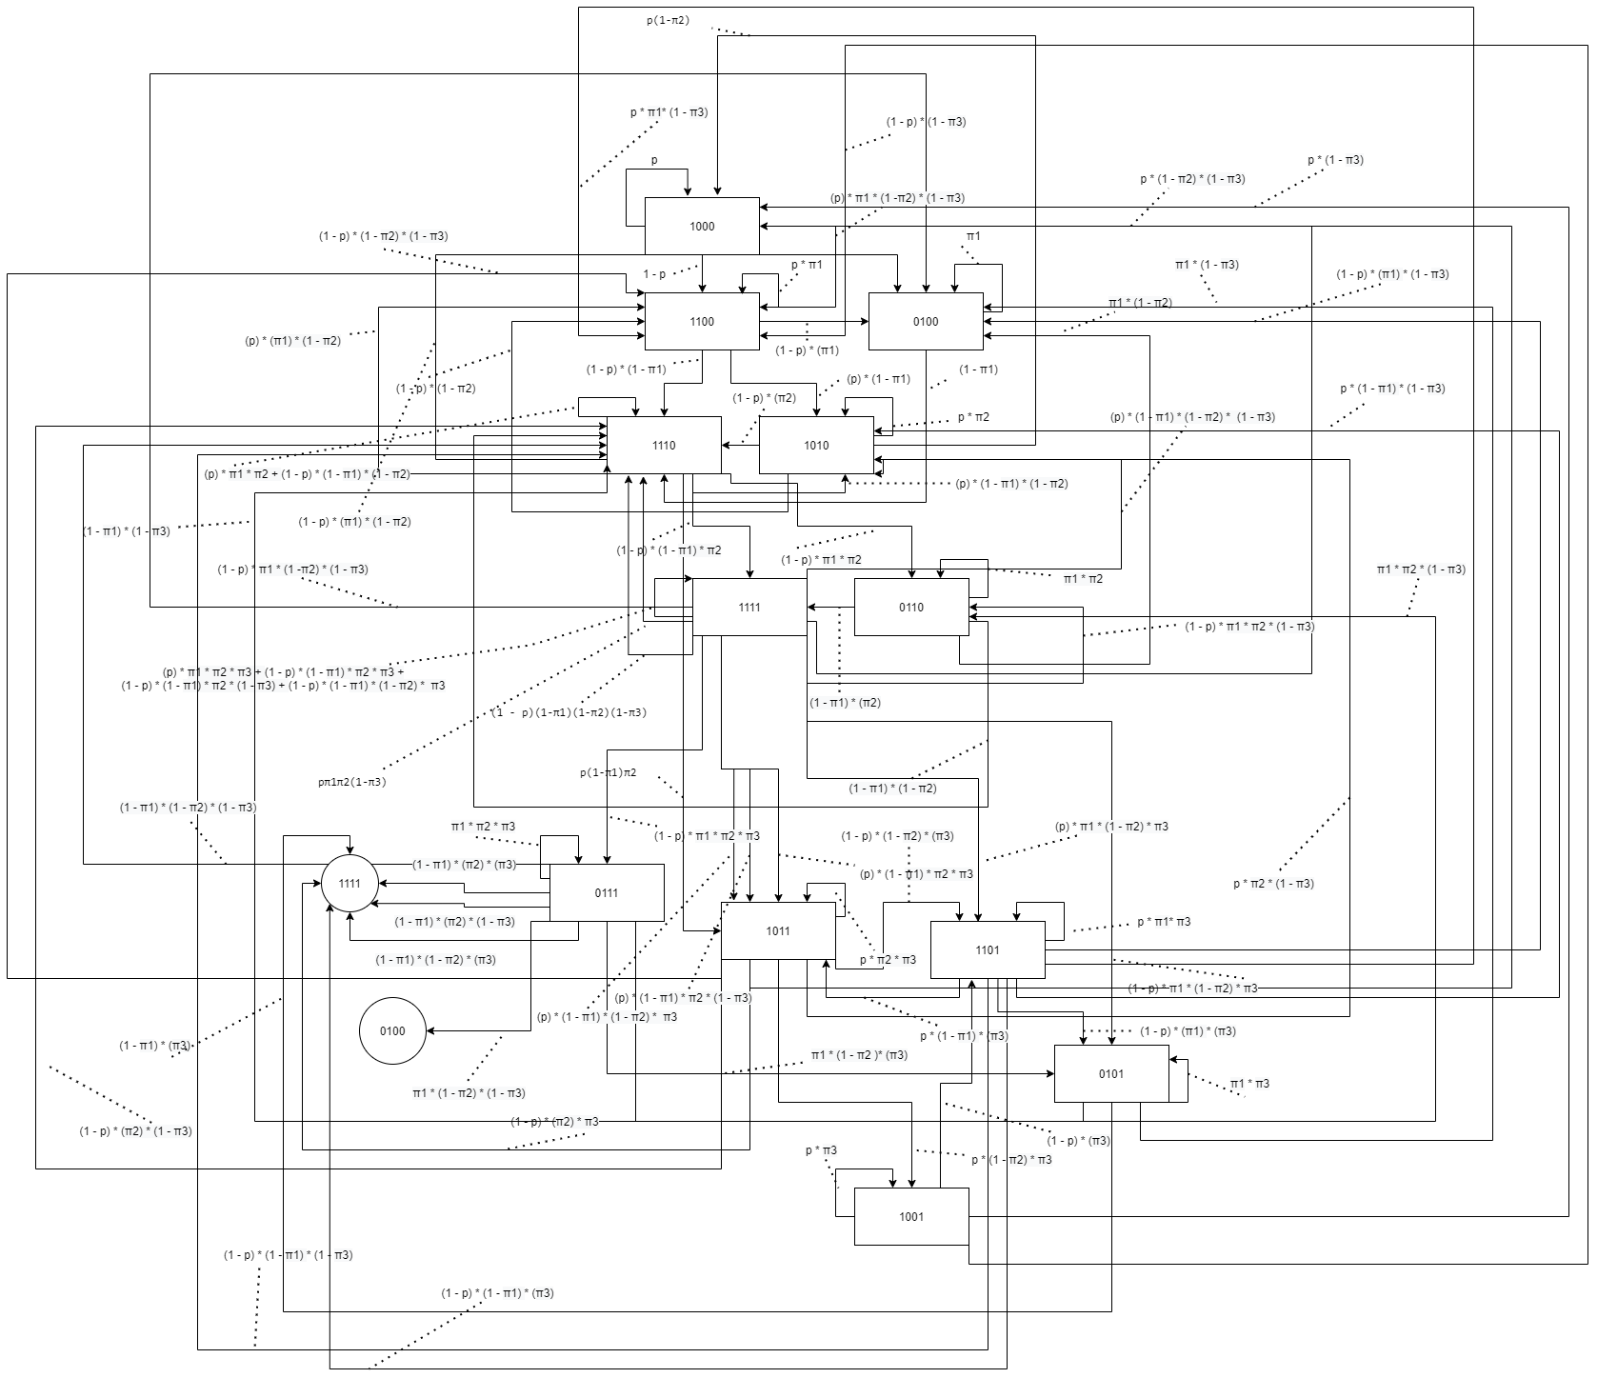 p(1-π2)
p * π1* (1 - π3)
(1 - p) * (1 - π3)
p
p * (1 - π3)
p * (1 - π2) * (1 - π3)
(p) * π1 * (1 -π2) * (1 - π3)
1000
(1 - p) * (1 - π2) * (1 - π3)
π1
1 - p
p * π1
π1 * (1 - π3)
(1 - p) * (π1) * (1 - π3)
π1 * (1 - π2)
1100
0100
(p) * (π1) * (1 - π2)
(1 - p) * (π1)
(1 - p) * (1 - π1)
(1 - π1)
(p) * (1 - π1)
(1 - p) * (1 - π2)
p * (1 - π1) * (1 - π3)
(1 - p) * (π2)
p * π2
(p) * (1 - π1) * (1 - π2) * (1 - π3)
1110
1010
(p) * π1 * π2 + (1 - p) * (1 - π1) * (1 - π2)
(p) * (1 - π1) * (1 - π2)
(1 - p) * (π1) * (1 - π2)
(1 - π1) * (1 - π3)
(1 - p) * (1 - π1) * π2
(1 - p) * π1 * π2
(1 - p) * π1 * (1 -π2) * (1 - π3)
π1 * π2
π1 * π2 * (1 - π3)
1111
0110
(1 - p) * π1 * π2 * (1 - π3)
(p) * π1 * π2 * π3 + (1 - p) * (1 - π1) * π2 * π3 +
(1 - p) * (1 - π1) * π2 * (1 - π3) + (1 - p) * (1 - π1) * (1 - π2) * π3
(1 - π1) * (π2)
(1 - p)(1-π1)(1-π2)(1-π3)
pπ1π2(1-π3)
p(1-π1)π2
(1 - π1) * (1 - π2)
(1 - π1) * (1 - π2) * (1 - π3)
π1 * π2 * π3
(1 - p) * π1 * π2 * π3
(1 - p) * (1 - π2) * (π3)
(p) * π1 * (1 - π2) * π3
(1 - π1) * (π2) * (π3)
(p) * (1 - π1) * π2 * π3
p * π2 * (1 - π3)
1111
0111
(1 - π1) * (π2) * (1 - π3)
p * π1* π3
1011
1101
(1 - π1) * (1 - π2) * (π3)
p * π2 * π3
(1 - p) * π1 * (1 - π2) * π3
(p) * (1 - π1) * π2 * (1 - π3)
(p) * (1 - π1) * (1 - π2) * π3
0100
p * (1 - π1) * (π3)
(1 - p) * (π1) * (π3)
(1 - π1) * (π3)
π1 * (1 - π2 )* (π3)
0101
π1 * π3
π1 * (1 - π2) * (1 - π3)
(1 - p) * (π2) * π3
(1 - p) * (π2) * (1 - π3)
(1 - p) * (π3)
p * π3
p * (1 - π2) * π3
1001
(1 - p) * (1 - π1) * (1 - π3)
(1 - p) * (1 - π1) * (π3)